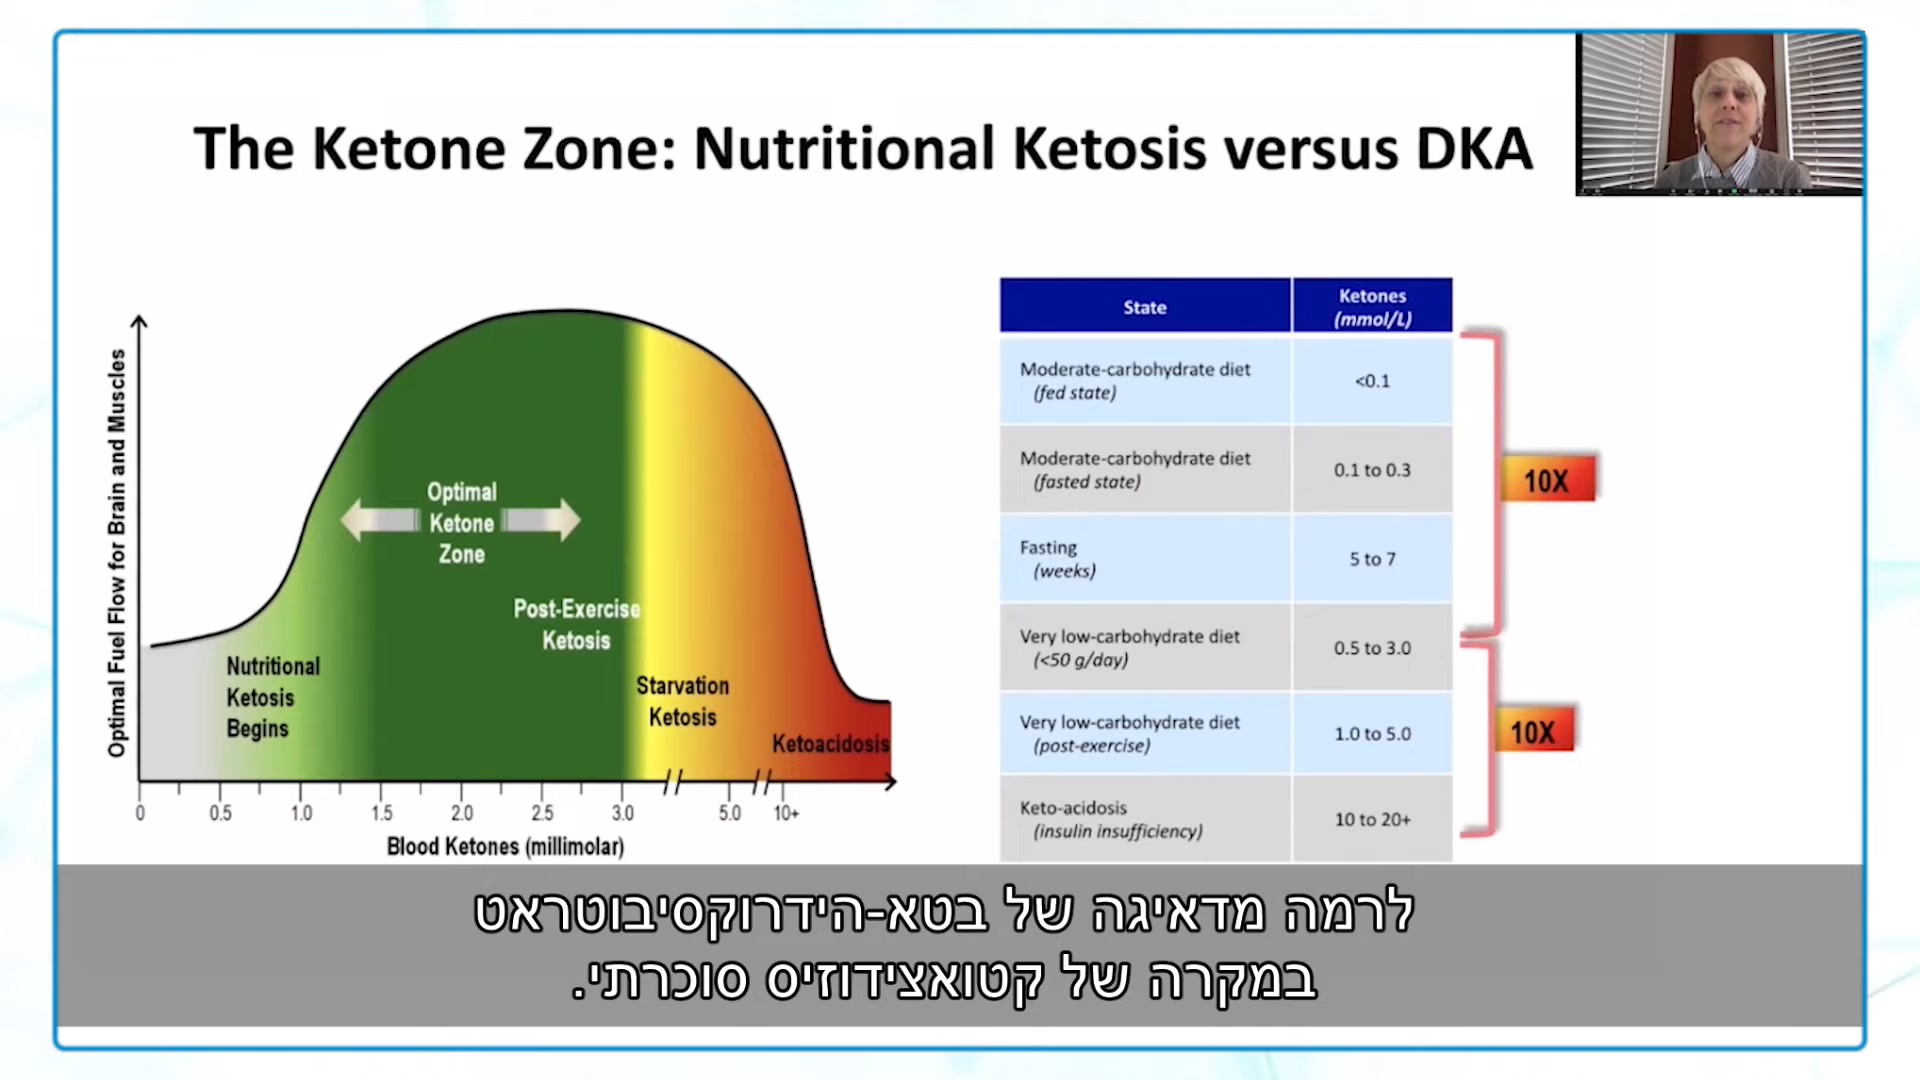 The Ketone Zone: Nutritional Ketosis versus DKA
Optimal Fuel Flow for Brain and Muscles
Optimal
Ketone
Zone
Post-Exercise
Ketosis
Nutritional
Ketosis
Begins
Starvation
Ketosis
Ketoacidosis
0 0.5 1.0 1.5 2.0 2.5 3.0 5.0 10+
Blood Ketones (millimolar)
State Ketones
(mmol/L)
Moderate-carbohydrate diet
(fed state)
<0.1
Moderate-carbohydrate diet
(fasted state)
0.1 to 0.3
Fasting
(weeks)
5 to 7
Very low-carbohydrate diet
(<50 g/day)
0.5 to 3.0
Very low-carbohydrate diet
(post-exercise)
1.0 to 5.0
Keto-acidosis
(insulin insufficiency)
10 to 20+
10X
10X
לרמה מדאיגה של בטא-הידרוקסיבוטראט
במקרה של קטואצידוזיס סוכרתי.